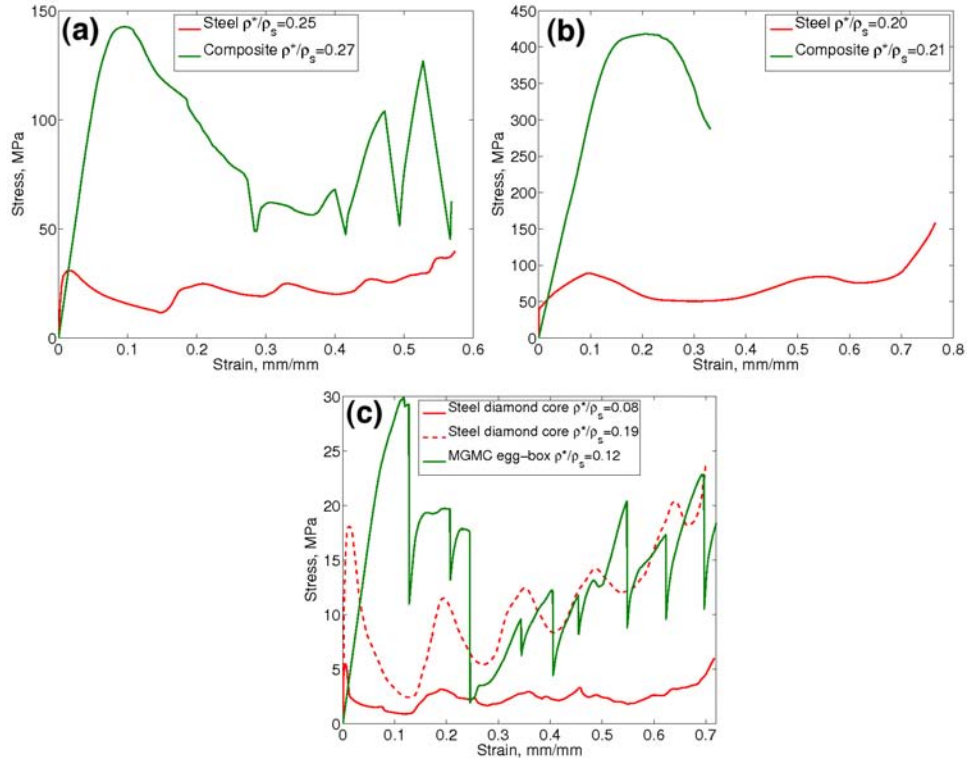 (a)
Steel ρ*/ρs=0.25
Composite ρ*/ρs=0.27
Stress, MPa
150
100
50
0
0 0.1 0.2 0.3 0.4 0.5 0.6
Strain, mm/mm
(b)
Steel ρ*/ρs=0.20
Composite ρ*/ρs=0.21
Stress, MPa
450
400
350
300
250
200
150
100
50
0
0 0.1 0.2 0.3 0.4 0.5 0.6 0.7 0.8
Strain, mm/mm
(c)
Steel diamond core ρ*/ρs=0.08
Steel diamond core ρ*/ρs=0.19
MGMC egg-box ρ*/ρs=0.12
Stress, MPa
30
25
20
15
10
5
0
0 0.1 0.2 0.3 0.4 0.5 0.6 0.7
Strain, mm/mm